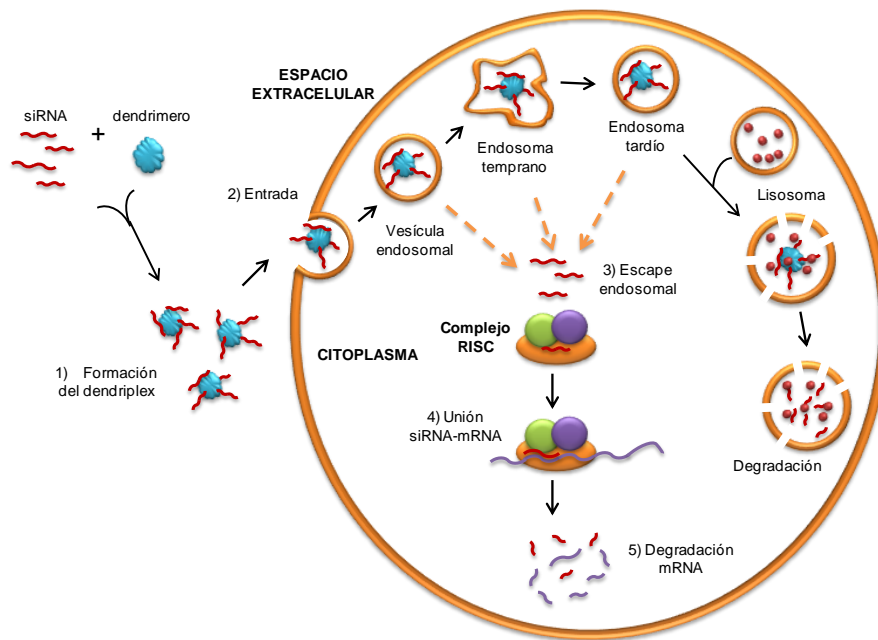 ESPACIO
EXTRACELULAR
siRNA
+
dendrimero
Endosoma
temprano
Endosoma
tardío
Lisosoma
2) Entrada
Vesícula
endosomal
3) Escape
endosomal
Complejo
RISC
CITOPLASMA
1) Formación
del dendriplex
4) Unión
siRNA-mRNA
Degradación
5) Degradación
mRNA